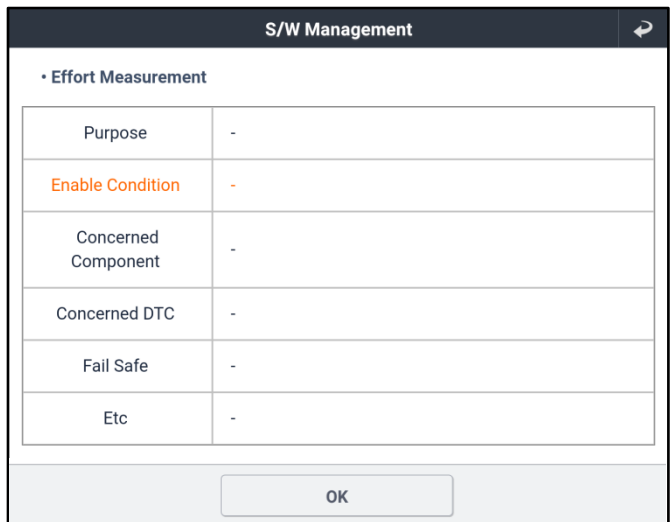 S/W Management
• Effort Measurement
Purpose -
Enable Condition -
Concerned
Component -
Concerned DTC -
Fail Safe -
Etc -
OK